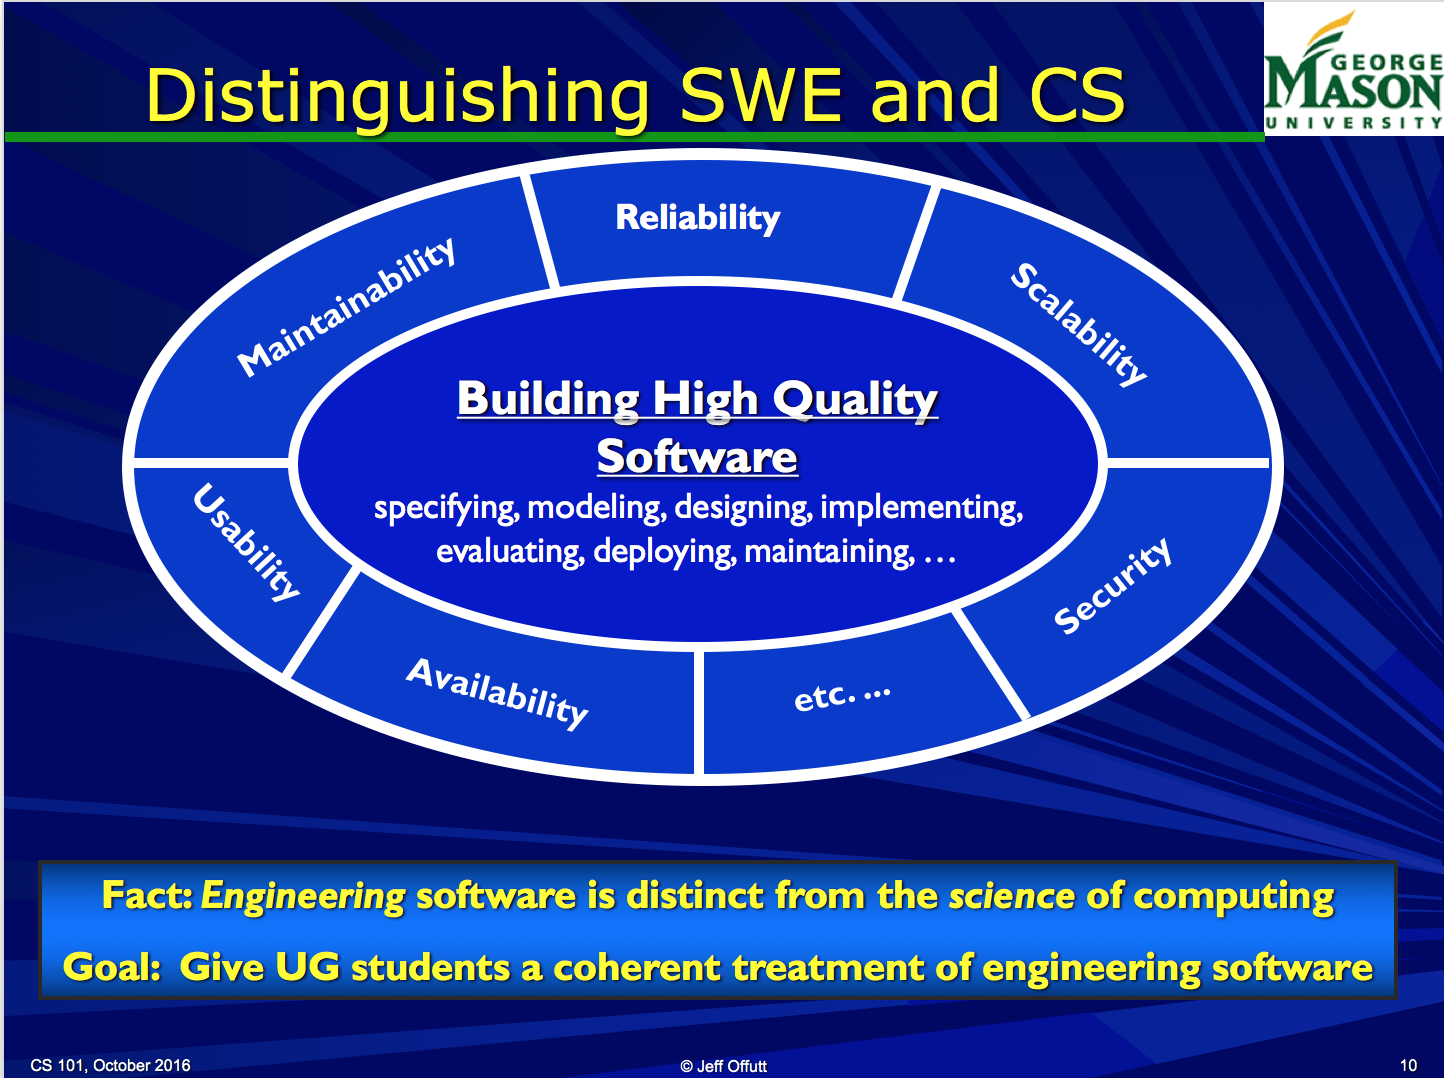 Distinguishing SWE and CS
GEORGE
MASON
UNIVERSITY
Reliability
Maintainability
Scalability
Building High Quality
Software
specifying, modeling, designing, implementing,
evaluating, deploying, maintaining, …
Usability
Security
Availability
etc. ...
Fact: Engineering software is distinct from the science of computing
Goal:  Give UG students a coherent treatment of engineering software
CS 101, October 2016
© Jeff Offutt
10